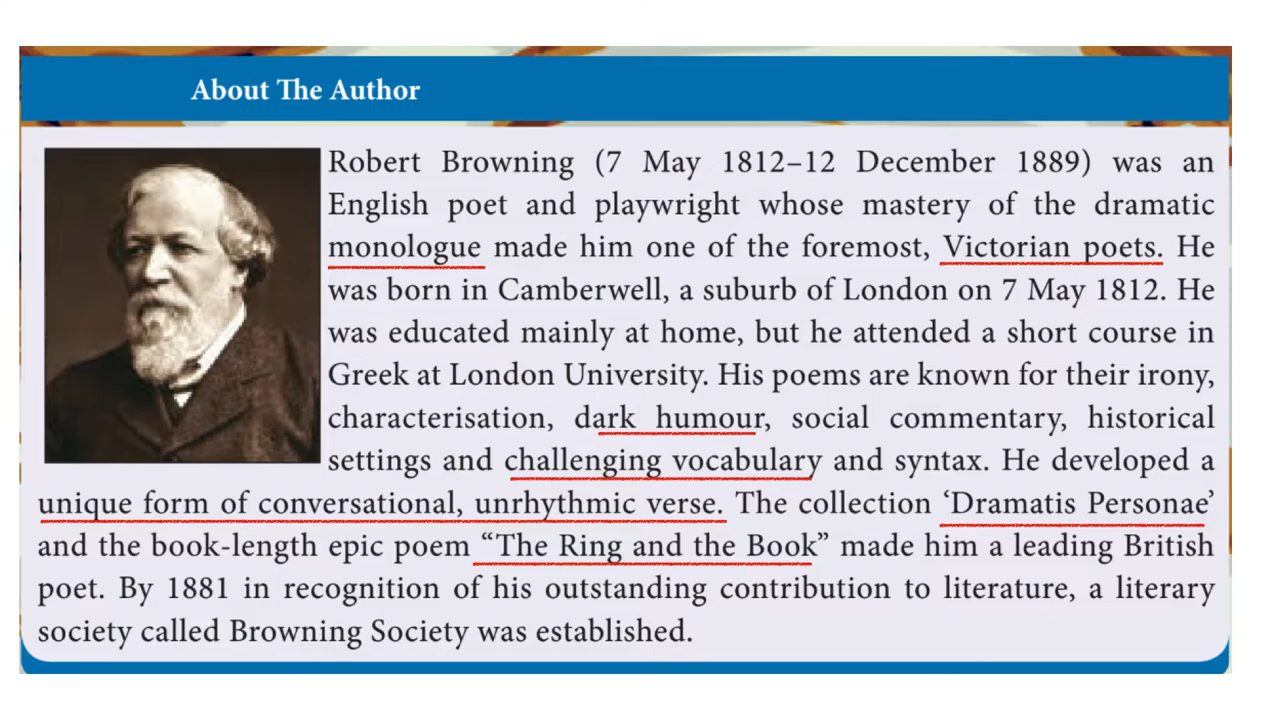 About The Author
Robert Browning (7 May 1812–12 December 1889) was an
English poet and playwright whose mastery of the dramatic
monologue made him one of the foremost, Victorian poets. He
was born in Camberwell, a suburb of London on 7 May 1812. He
was educated mainly at home, but he attended a short course in
Greek at London University. His poems are known for their irony,
characterisation, dark humour, social commentary, historical
settings and challenging vocabulary and syntax. He developed a
unique form of conversational, unrhythmic verse. The collection ‘Dramatis Personae’
and the book-length epic poem “The Ring and the Book” made him a leading British
poet. By 1881 in recognition of his outstanding contribution to literature, a literary
society called Browning Society was established.